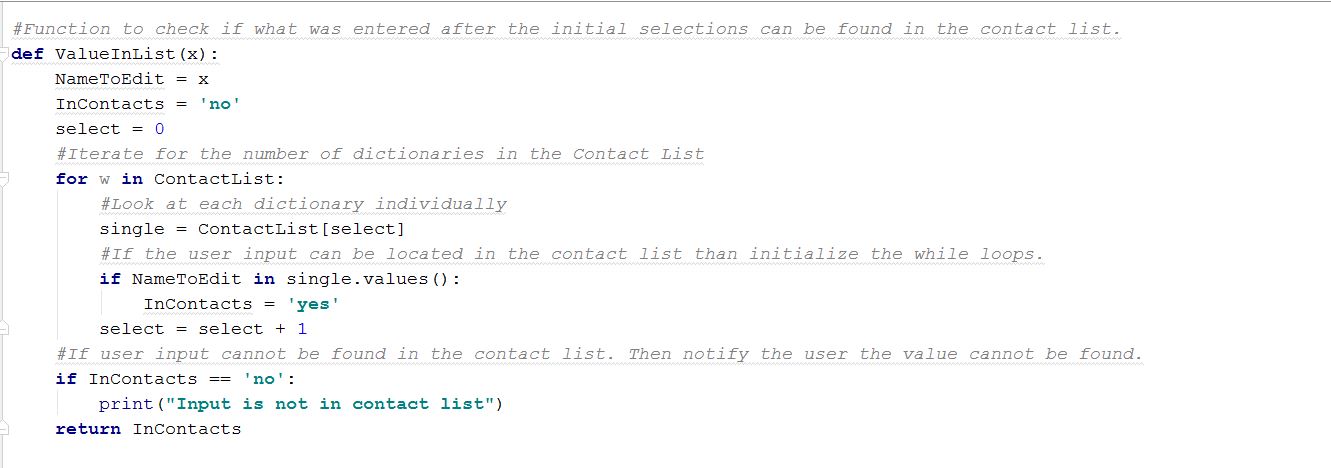 #Function to check if what was entered after the initial selections can be found in the contact list.
def ValueInList(x):
    NameToEdit = x
    InContacts = 'no'
    select = 0
    #Iterate for the number of dictionaries in the Contact List
    for w in ContactList:
        #Look at each dictionary individually
        single = ContactList[select]
        #If the user input can be located in the contact list than initialize the while loops.
        if NameToEdit in single.values():
            InContacts = 'yes'
        select = select + 1
    #If user input cannot be found in the contact list. Then notify the user the value cannot be found.
    if InContacts == 'no':
        print("Input is not in contact list")
    return InContacts